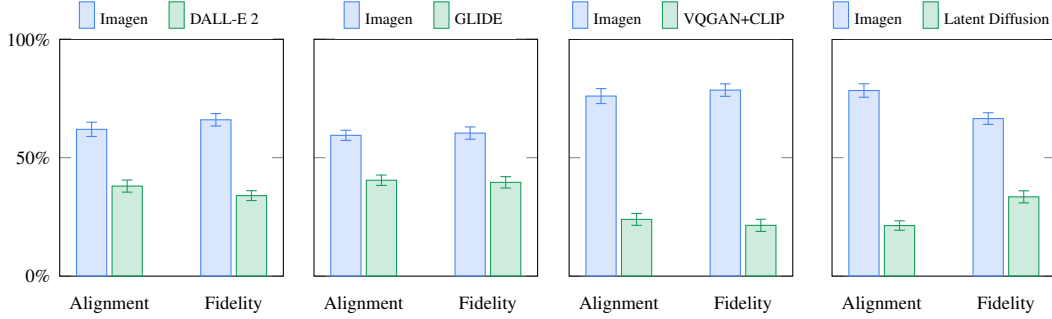 Imagen DALL-E 2 Imagen GLIDE Imagen VQGAN+CLIP Imagen Latent Diffusion
100%
50%
0%
Alignment Fidelity Alignment Fidelity Alignment Fidelity Alignment Fidelity